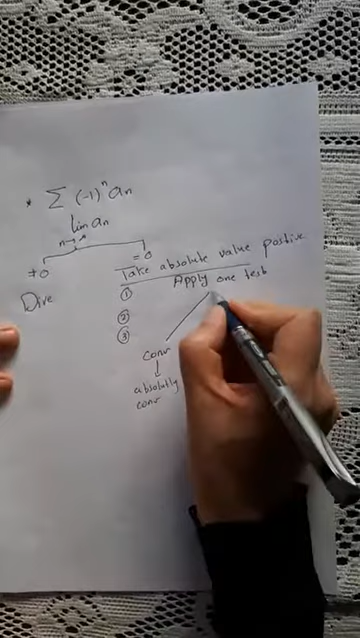 * Σ (-1)ⁿ aₙ
lim aₙ
n→∞
≠0
=0
Dive
Take absolute value positive
① Apply one test
②
③
Conv
↓
absolutly
conv